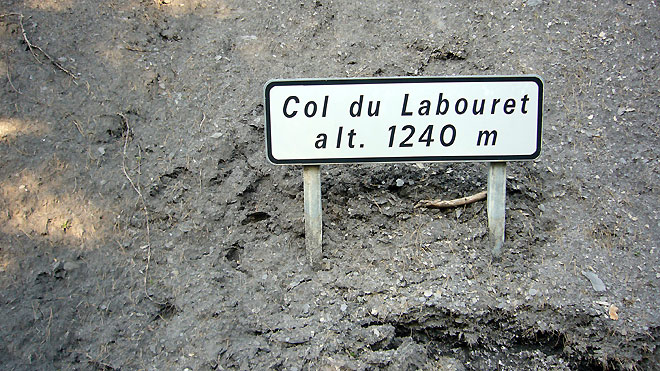 Col du Labouret
alt. 1240 m